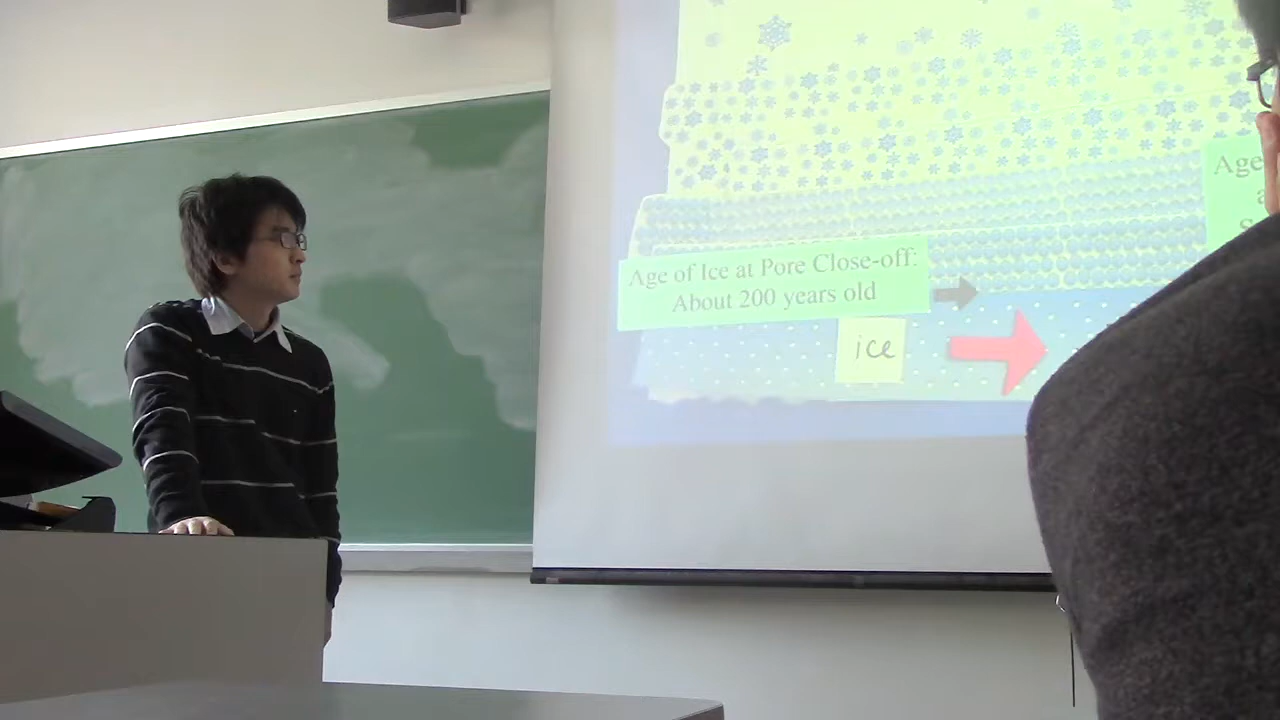 Age of Ice at Pore Close-off:
About 200 years old
ice
Age